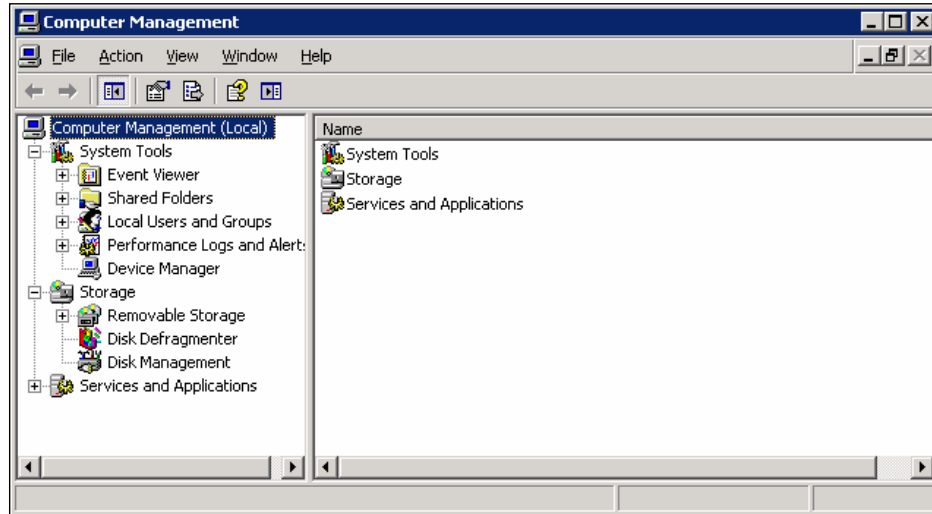 Computer Management
File Action View Window Help
Computer Management (Local)
System Tools
Event Viewer
Shared Folders
Local Users and Groups
Performance Logs and Alerts
Device Manager
Storage
Removable Storage
Disk Defragmenter
Disk Management
Services and Applications
Name
System Tools
Storage
Services and Applications